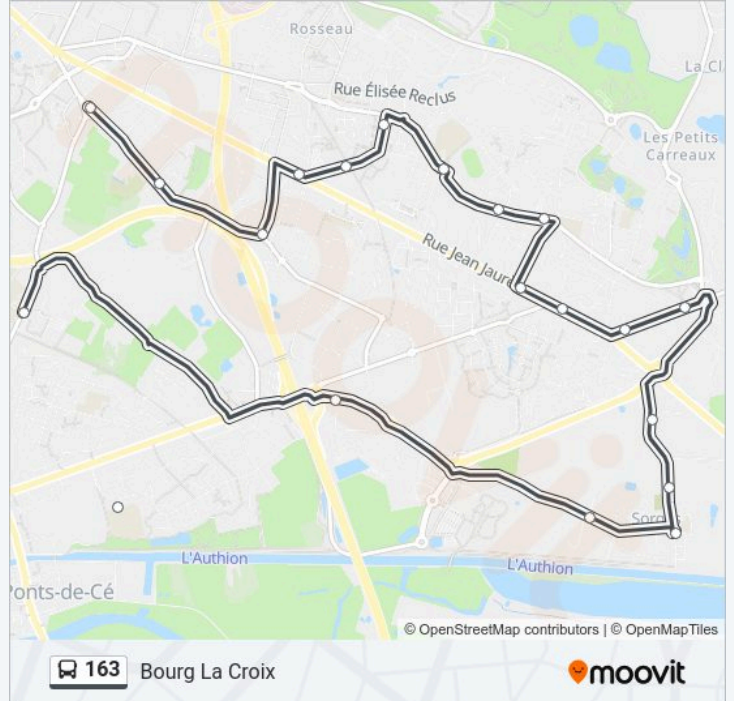 Rosseau
La Cl
Rue Élisée Reclus
Les Petits
Carreaux
Rue Jean Jaure
Sorg
L'Authion
L'Authion
Ponts-de-Cé
© OpenStreetMap contributors | © OpenMapTiles
163 Bourg La Croix
moovit